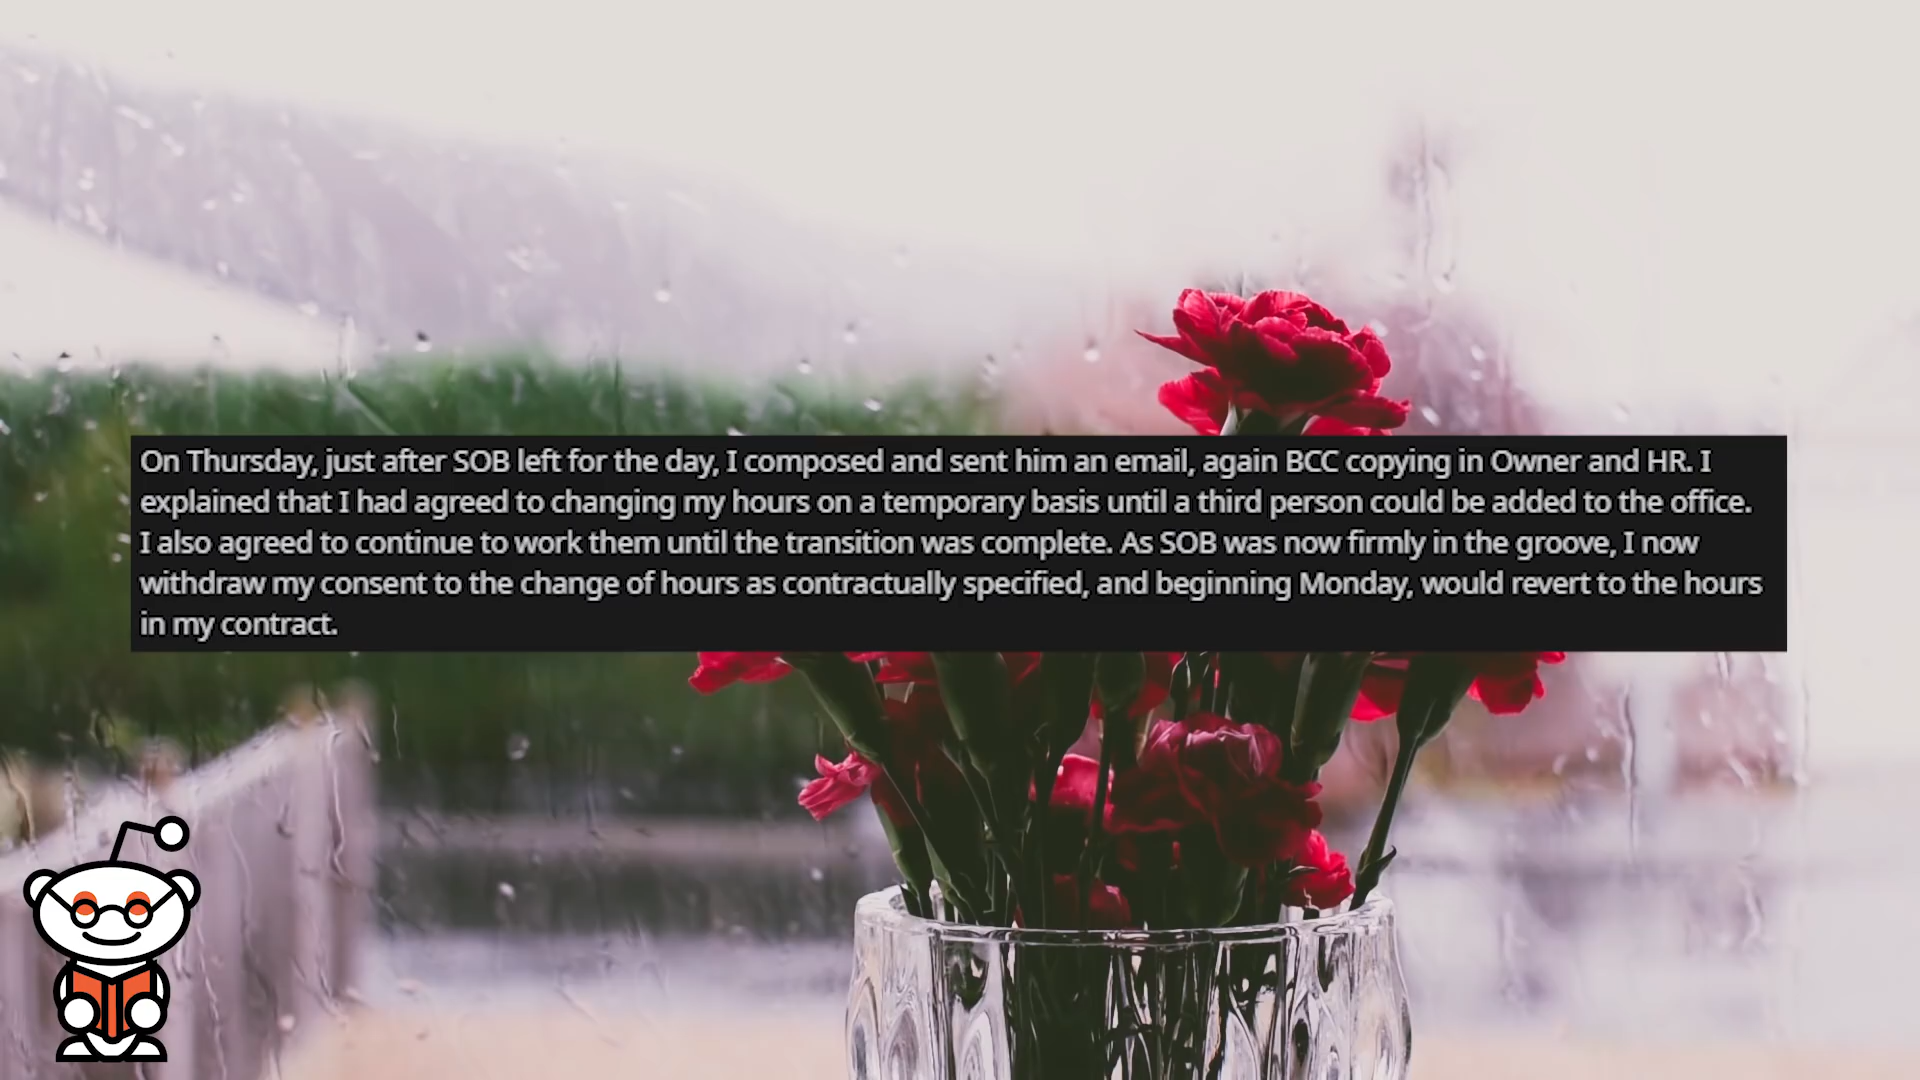 On Thursday, just after SOB left for the day, I composed and sent him an email, again BCC copying in Owner and HR. I
explained that I had agreed to changing my hours on a temporary basis until a third person could be added to the office.
I also agreed to continue to work them until the transition was complete. As SOB was now firmly in the groove, I now
withdraw my consent to the change of hours as contractually specified, and beginning Monday, would revert to the hours
in my contract.